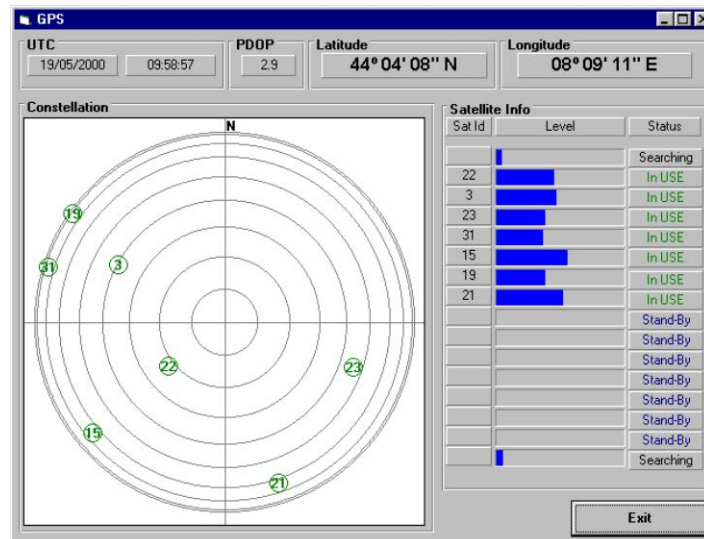 GPS
UTC
19/05/2000 09:58:57
PDOP
2.9
Latitude
44° 04' 08" N
Longitude
08° 09' 11" E
Constellation
N
19
31
3
22
23
15
21
Satellite Info
Sat Id Level Status
Searching
22 In USE
3 In USE
23 In USE
31 In USE
15 In USE
19 In USE
21 In USE
Stand-By
Stand-By
Stand-By
Stand-By
Stand-By
Stand-By
Stand-By
Searching
Exit